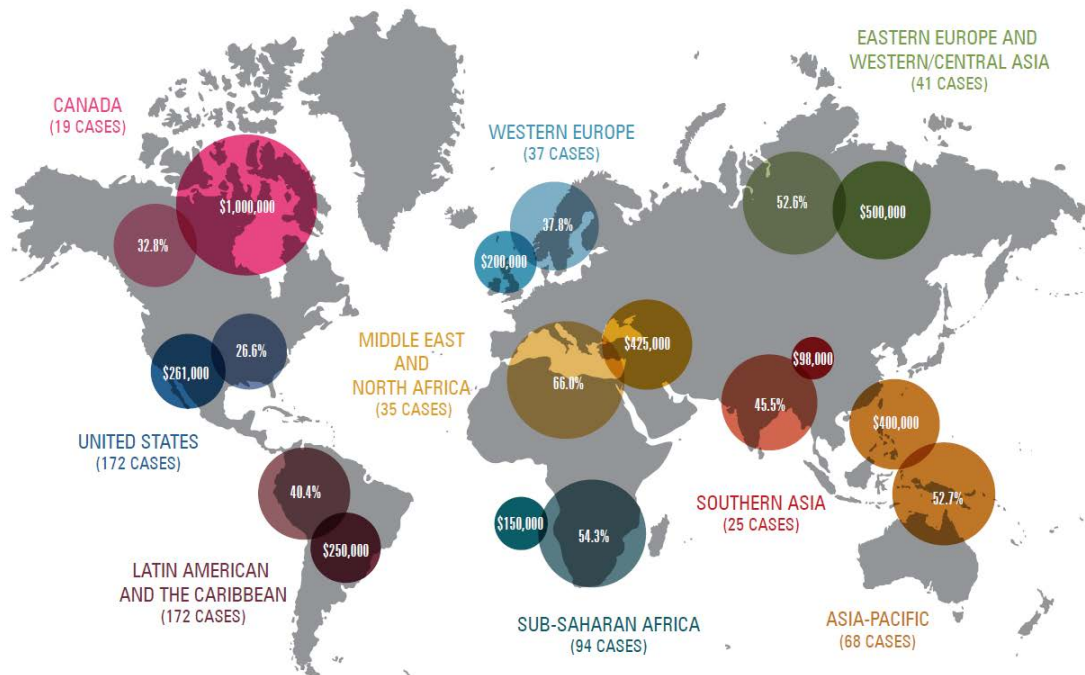 EASTERN EUROPE AND
WESTERN/CENTRAL ASIA
(41 CASES)
CANADA
(19 CASES)
WESTERN EUROPE
(37 CASES)
$1,000,000
32.8%
37.8%
$200,000
52.6%
$500,000
MIDDLE EAST
AND
NORTH AFRICA
(35 CASES)
$425,000
66.0%
26.6%
$261,000
UNITED STATES
(172 CASES)
$98,000
45.5%
SOUTHERN ASIA
(25 CASES)
$400,000
52.7%
ASIA-PACIFIC
(68 CASES)
40.4%
$250,000
LATIN AMERICAN
AND THE CARIBBEAN
(172 CASES)
$150,000
54.3%
SUB-SAHARAN AFRICA
(94 CASES)